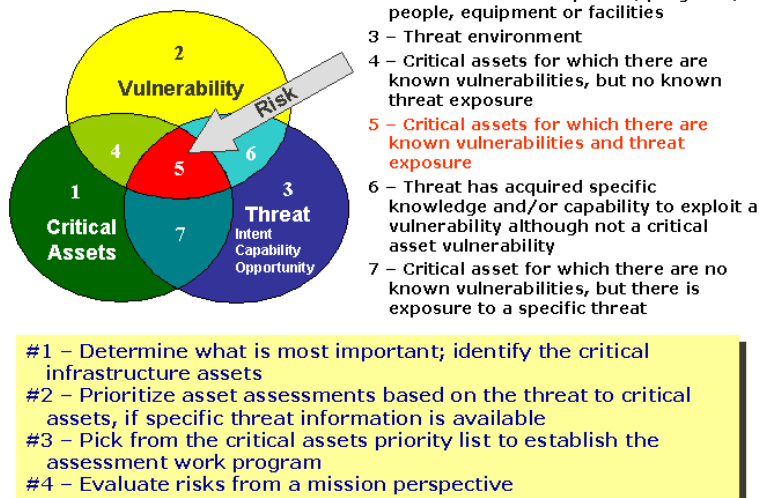 people, equipment or facilities
3 – Threat environment
4 – Critical assets for which there are
known vulnerabilities, but no known
threat exposure
5 – Critical assets for which there are
known vulnerabilities and threat
exposure
6 – Threat has acquired specific
knowledge and/or capability to exploit a
vulnerability although not a critical
asset vulnerability
7 – Critical asset for which there are no
known vulnerabilities, but there is
exposure to a specific threat
2
Vulnerability
Risk
4
5
6
1
Critical
Assets
3
Threat
Intent
Capability
Opportunity
7
#1 – Determine what is most important; identify the critical
infrastructure assets
#2 – Prioritize asset assessments based on the threat to critical
assets, if specific threat information is available
#3 – Pick from the critical assets priority list to establish the
assessment work program
#4 – Evaluate risks from a mission perspective